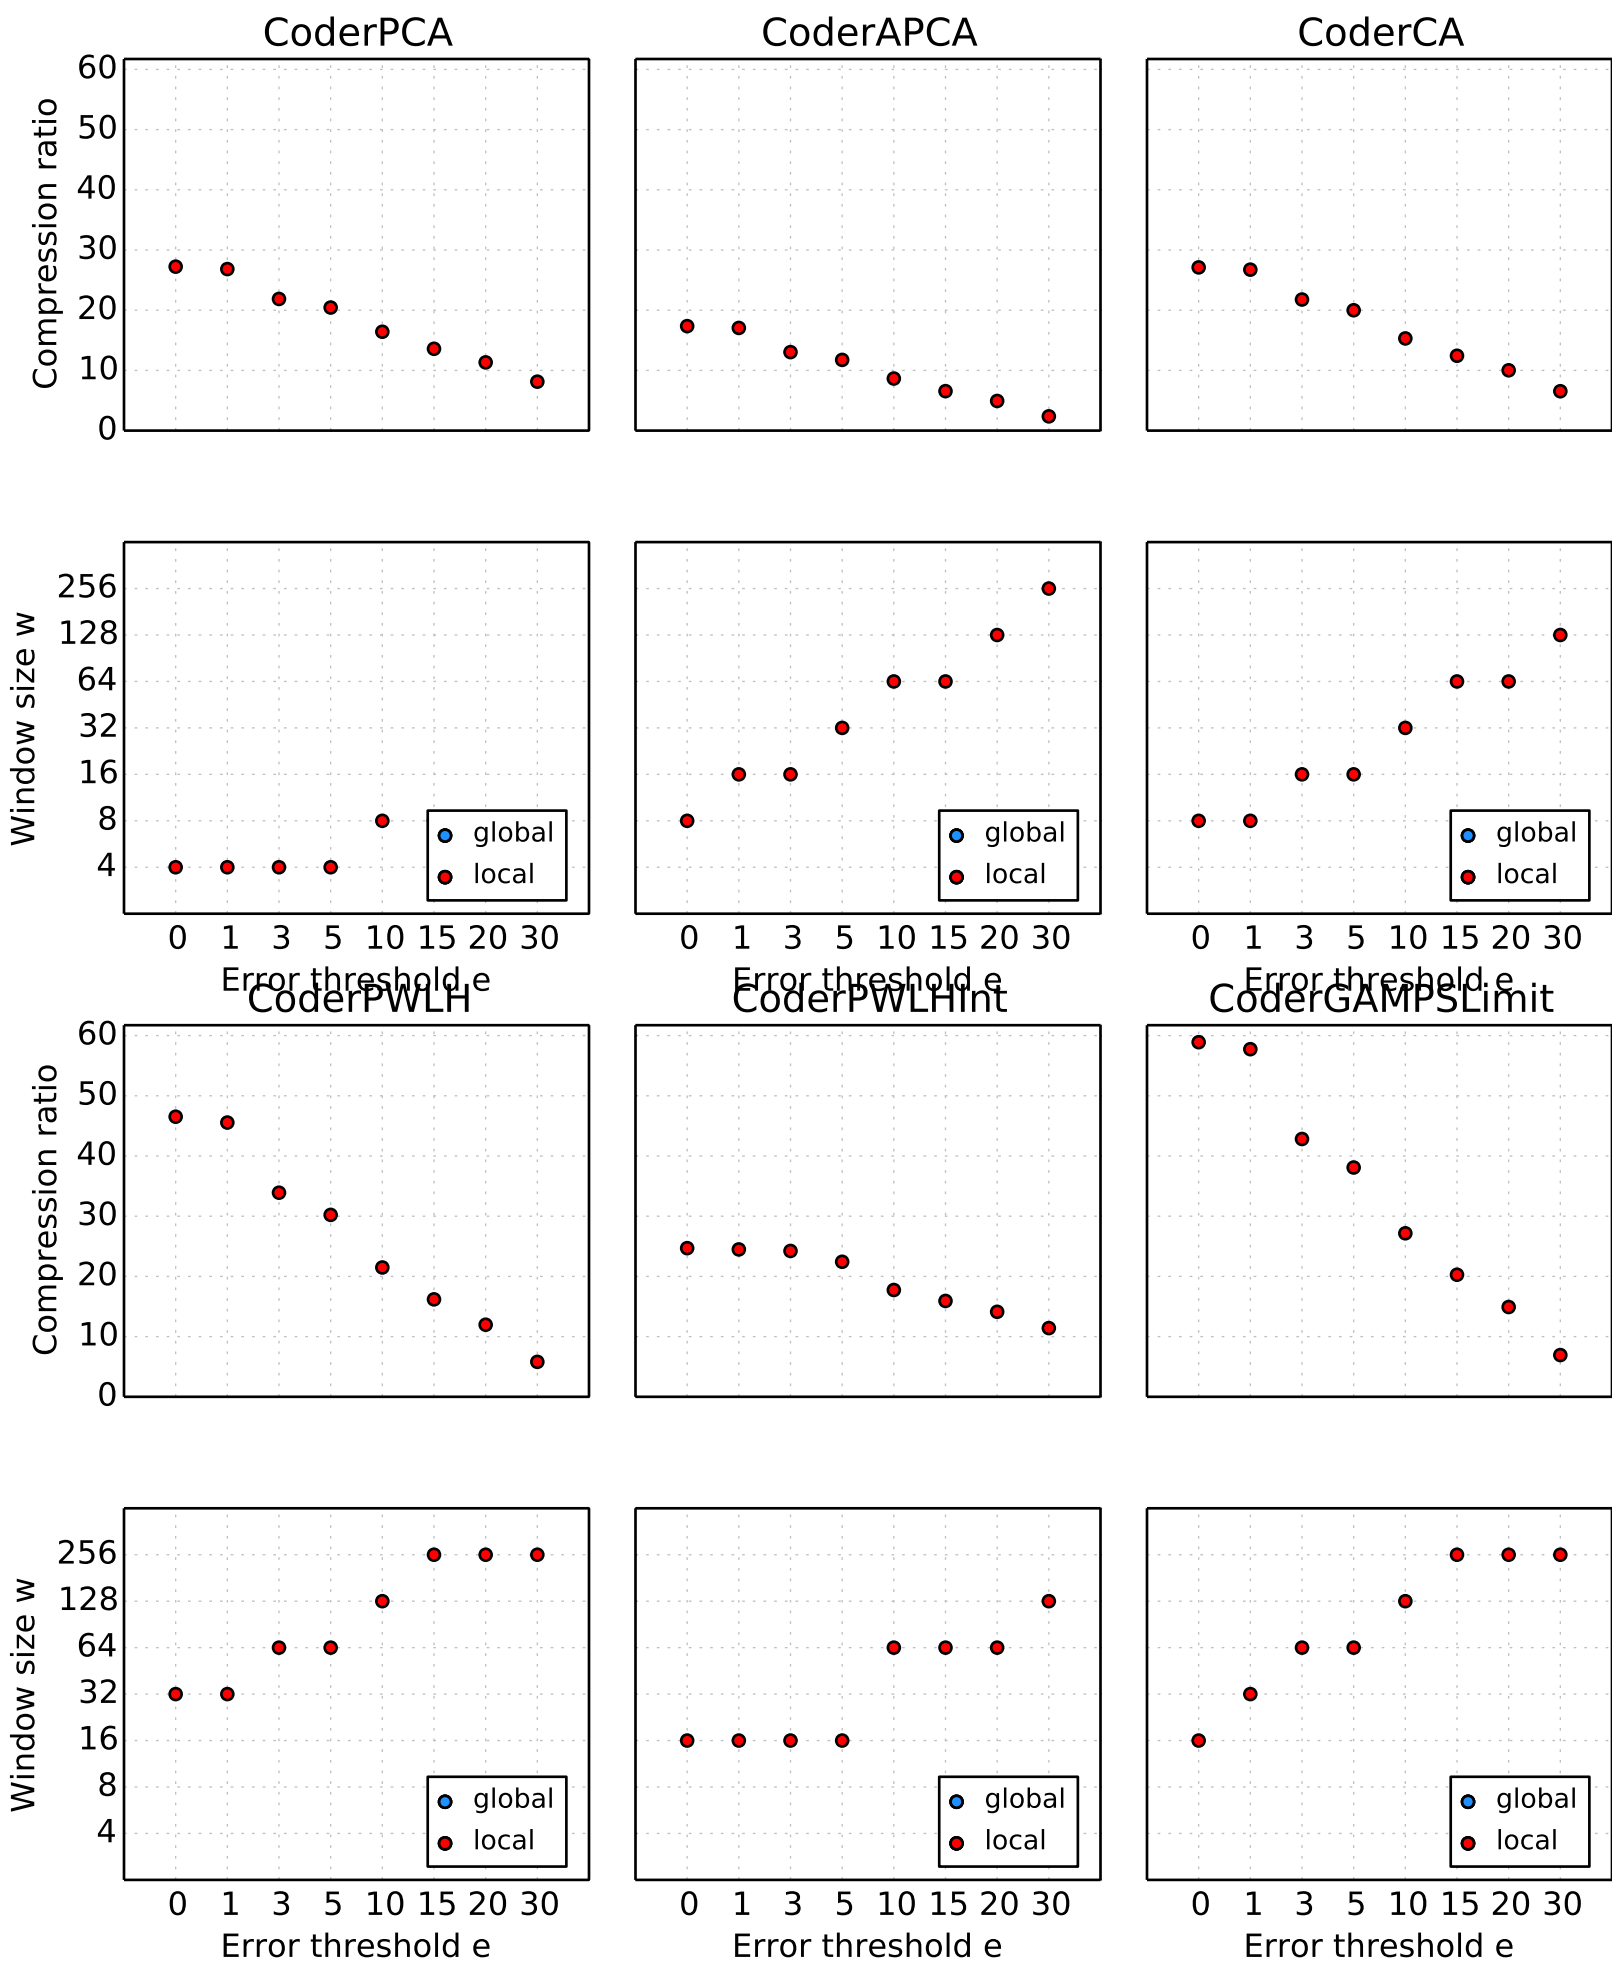 CoderPCA CoderAPCA CoderCA
60
50
40
30
20
10
0
Compression ratio
256
128
64
32
16
8
4
Window size w
global global global
local local local
0 1 3 5 10 15 20 30 0 1 3 5 10 15 20 30 0 1 3 5 10 15 20 30
Error threshold e Error threshold e Error threshold e
CoderPWLH CoderPWLHInt CoderGAMPSLimit
60
50
40
30
20
10
0
Compression ratio
256
128
64
32
16
8
4
Window size w
global global global
local local local
0 1 3 5 10 15 20 30 0 1 3 5 10 15 20 30 0 1 3 5 10 15 20 30
Error threshold e Error threshold e Error threshold e